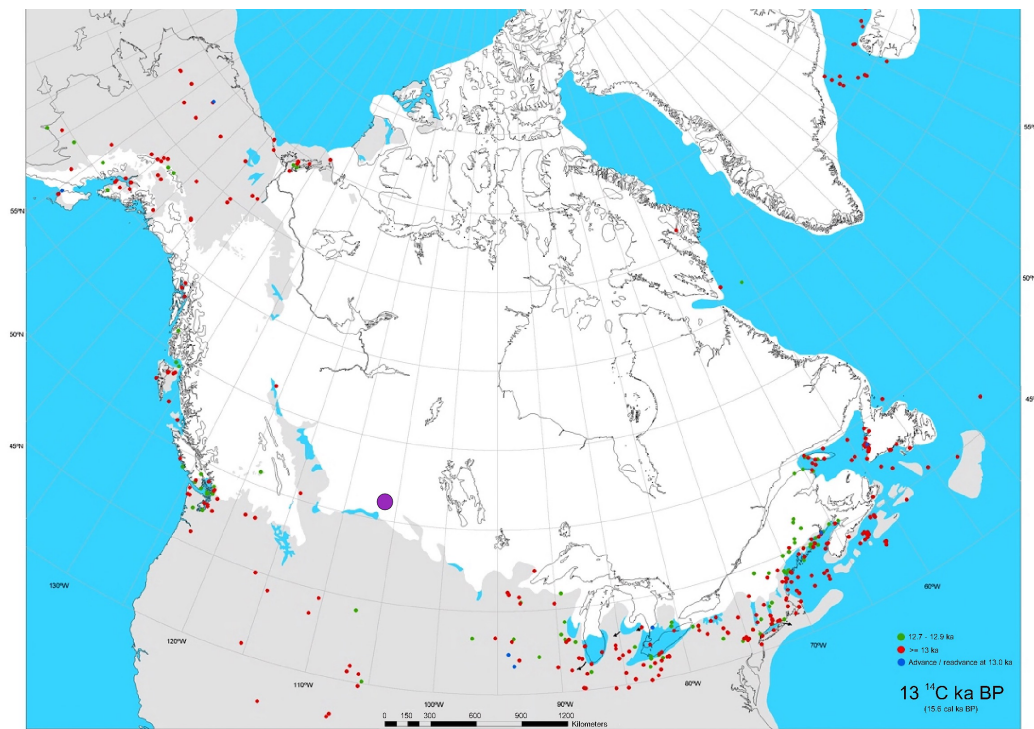 55°N
50°N
45°N
55°N
50°N
45°N
130°W
120°W
110°W
100°W
90°W
80°W
70°W
60°W
12.7 - 12.9 ka
>= 13 ka
Advance / readvance at 13.0 ka
13 ¹⁴C ka BP
(15.6 cal ka BP)
0 150 300 600 900 1200
Kilometers